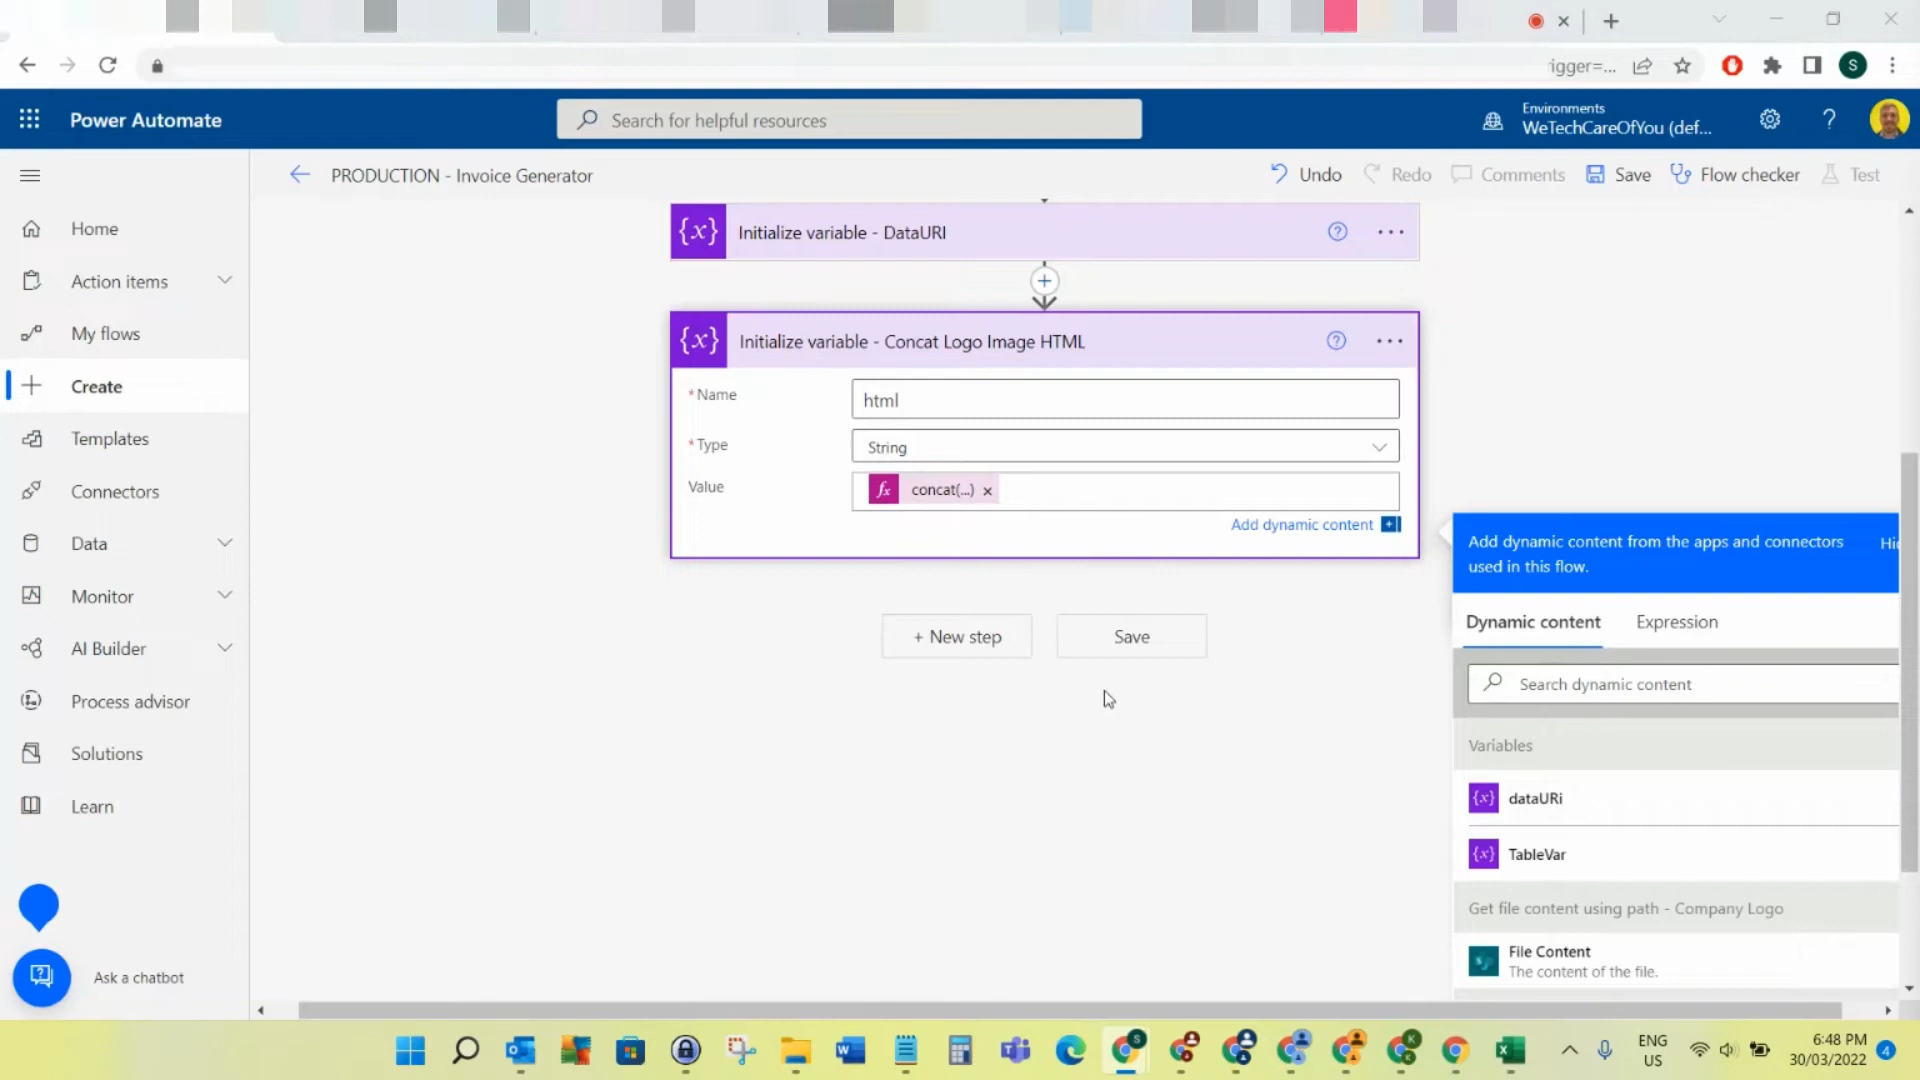 rigger=...
S
Power Automate
Search for helpful resources
Environments
WeTechCareOfYou (def...
PRODUCTION - Invoice Generator
Undo
Redo
Comments
Save
Flow checker
Test
Home
Action items
My flows
Create
Templates
Connectors
Data
Monitor
AI Builder
Process advisor
Solutions
Learn
Ask a chatbot
{x} Initialize variable - DataURI
{x} Initialize variable - Concat Logo Image HTML
* Name
html
* Type
String
Value
fx concat(...) ×
Add dynamic content
+ New step
Save
Add dynamic content from the apps and connectors
used in this flow.
Dynamic content
Expression
Search dynamic content
Variables
{x} dataURi
{x} TableVar
Get file content using path - Company Logo
File Content
The content of the file.
ENG
US
6:48 PM
30/03/2022
4